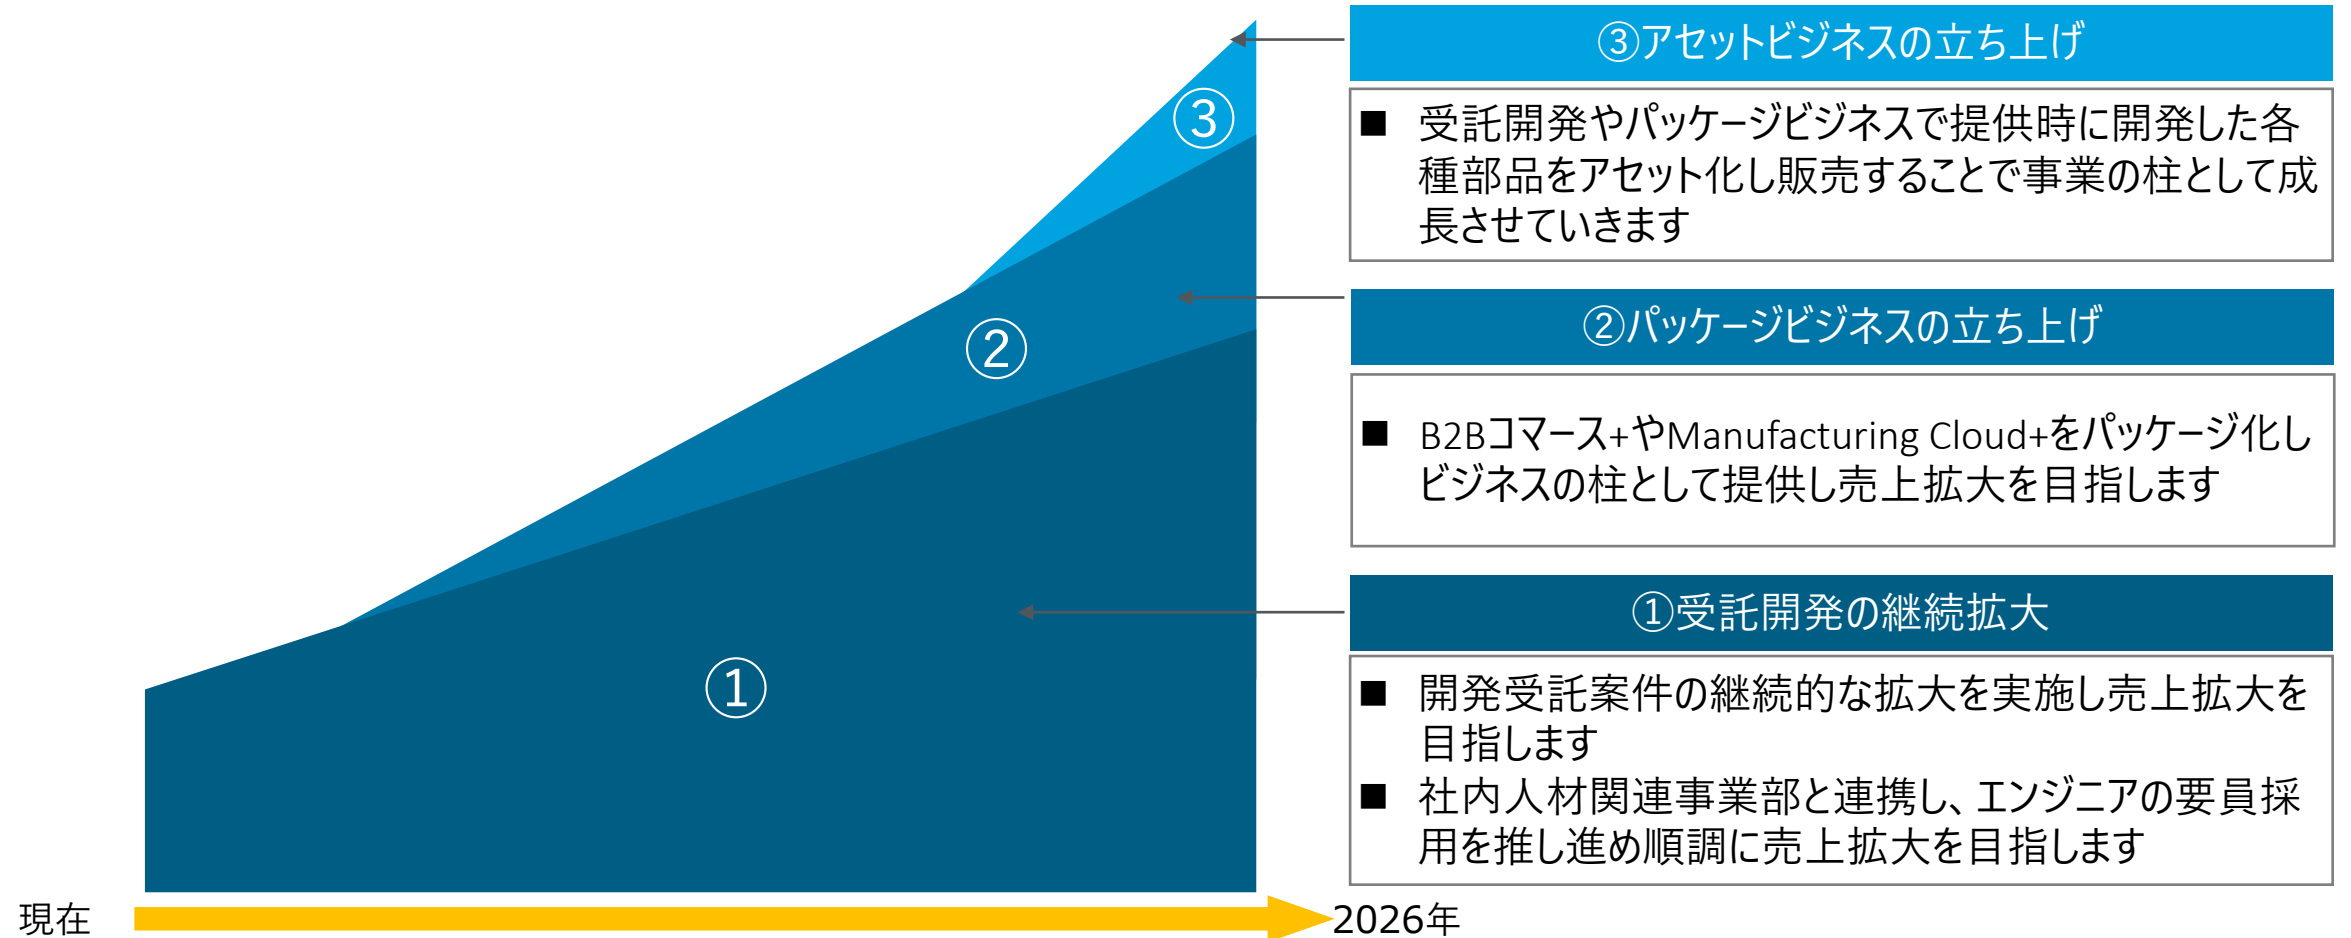 ③アセットビジネスの立ち上げ
■ 受託開発やパッケージビジネスで提供時に開発した各
種部品をアセット化し販売することで事業の柱として成
長させていきます
③
②パッケージビジネスの立ち上げ
■ B2Bコマース+やManufacturing Cloud+をパッケージ化し
ビジネスの柱として提供し売上拡大を目指します
②
①受託開発の継続拡大
■ 開発受託案件の継続的な拡大を実施し売上拡大を
目指します
■ 社内人材関連事業部と連携し、エンジニアの要員採
用を推し進め順調に売上拡大を目指します
①
現在
2026年